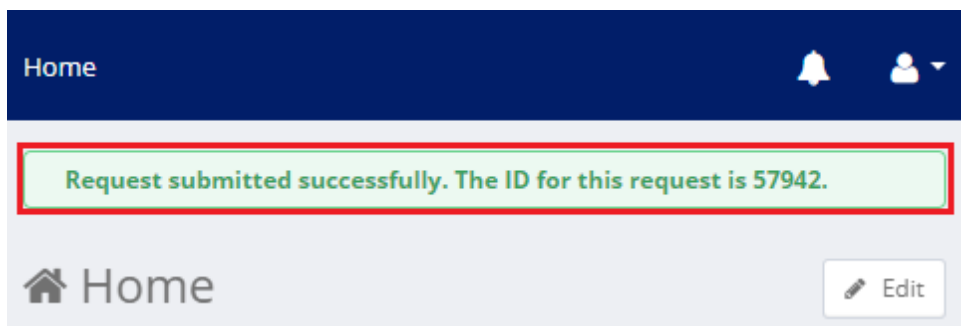 Home
Request submitted successfully. The ID for this request is 57942.
Home
Edit